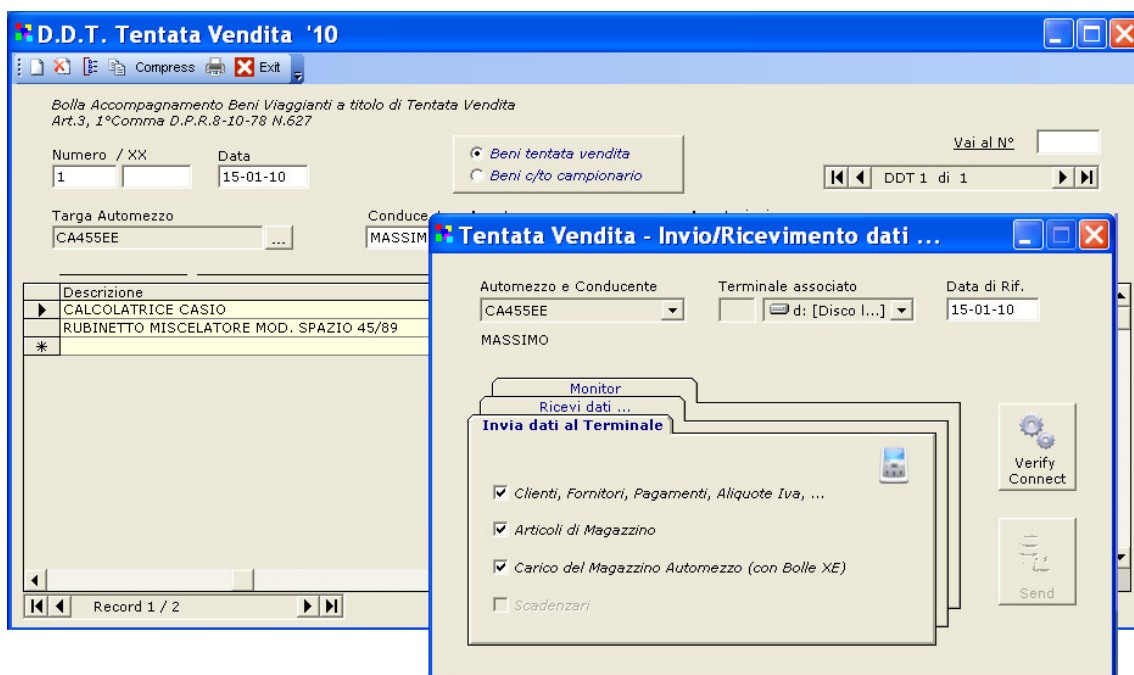 D.D.T. Tentata Vendita '10
Compress Exit
Bolla Accompagnamento Beni Viaggianti a titolo di Tentata Vendita
Art.3, 1°Comma D.P.R.8-10-78 N.627
Numero / XX Data
1 15-01-10
Beni tentata vendita
Beni c/to campionario
Vai al N°
DDT 1 di 1
Targa Automezzo
CA455EE ...
Conduce
MASSIM
Descrizione
CALCOLATRICE CASIO
RUBINETTO MISCELATORE MOD. SPAZIO 45/89
Record 1 / 2
Tentata Vendita - Invio/Ricevimento dati ...
Automezzo e Conducente Terminale associato Data di Rif.
CA455EE d: [Disco l...] 15-01-10
MASSIMO
Monitor
Ricevi dati ...
Invia dati al Terminale
Clienti, Fornitori, Pagamenti, Aliquote Iva, ...
Articoli di Magazzino
Carico del Magazzino Automezzo (con Bolle XE)
Scadenzari
Verify
Connect
Send